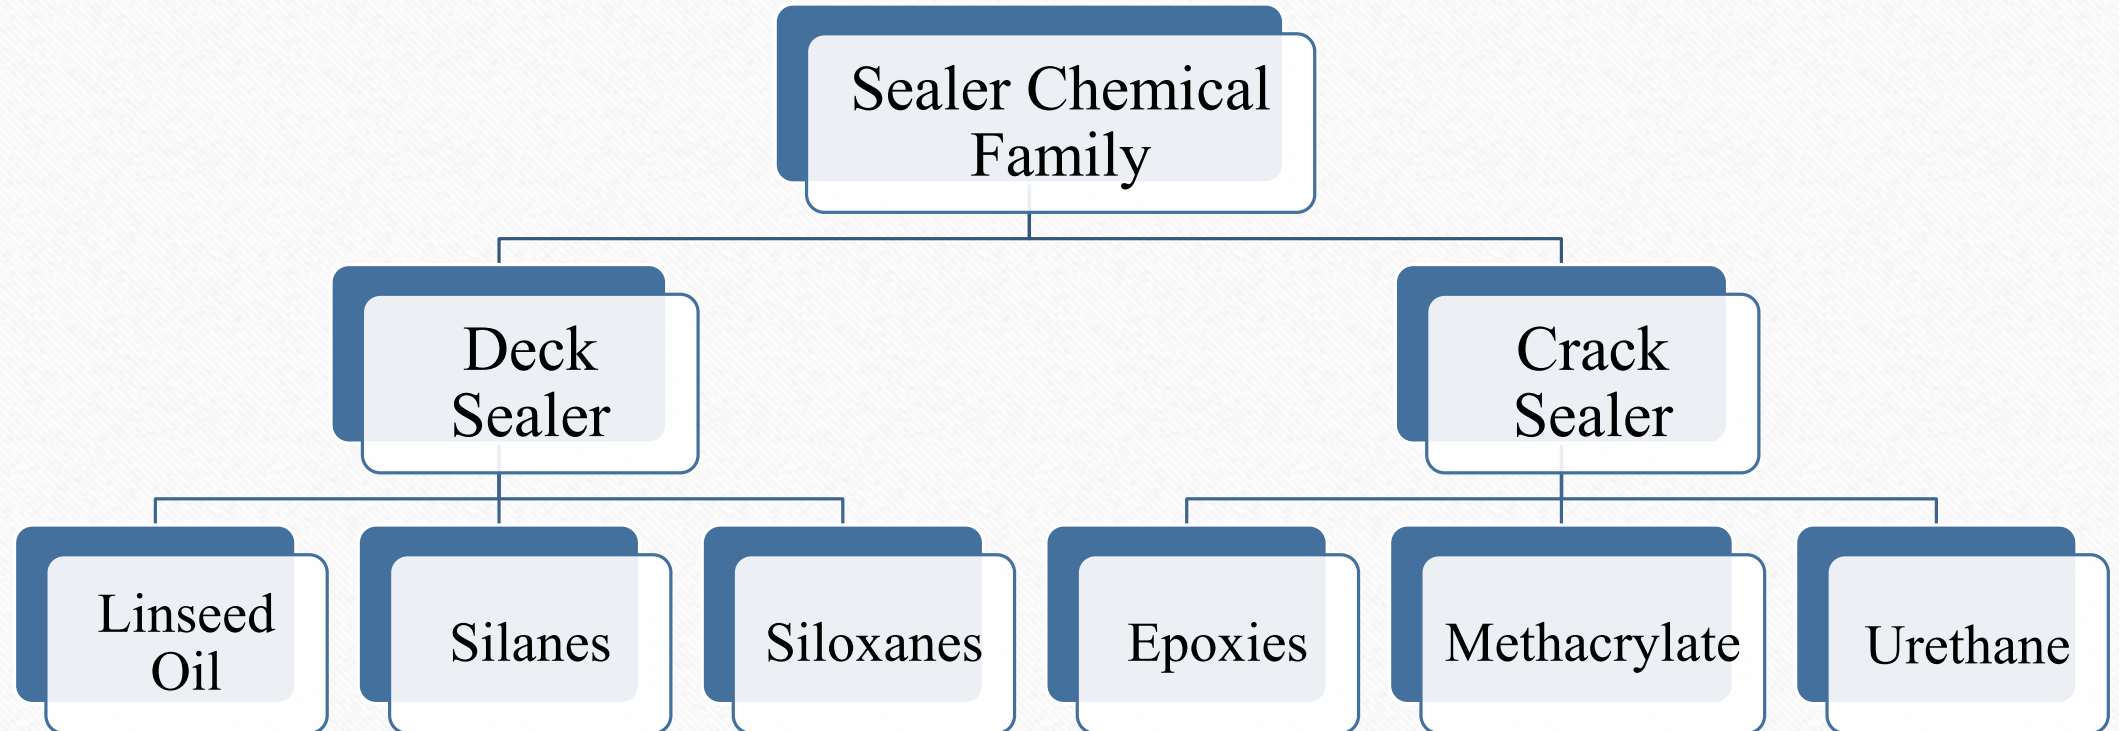 Sealer Chemical
Family
Deck
Sealer
Crack
Sealer
Linseed
Oil
Silanes
Siloxanes
Epoxies
Methacrylate
Urethane